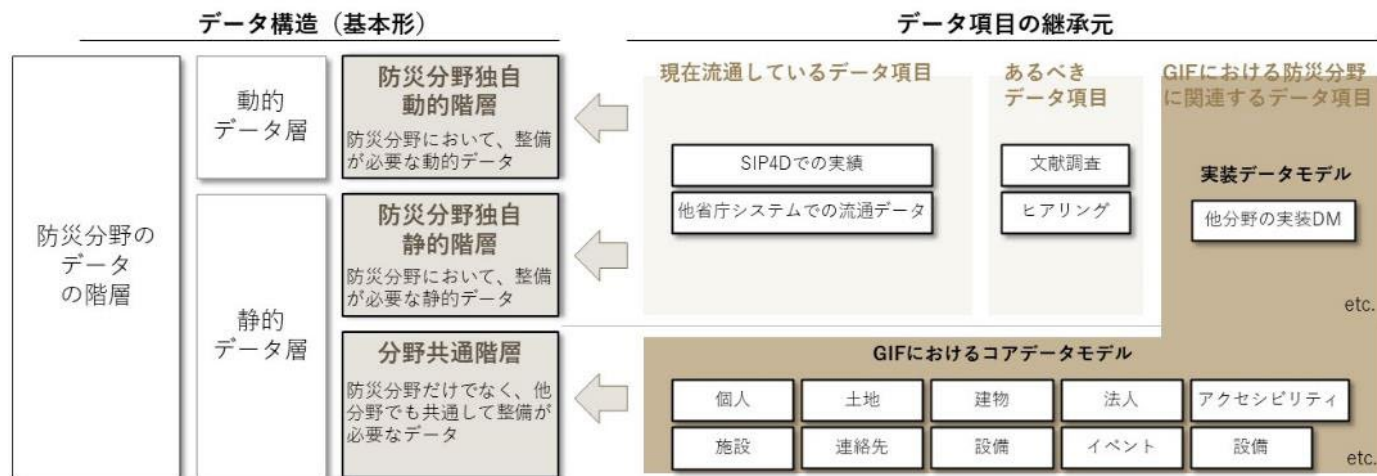 データ構造（基本形）
データ項目の継承元
防災分野の
データ
の階層
動的
データ層
静的
データ層
防災分野独自
動的階層
防災分野において、整備
が必要な動的データ
防災分野独自
静的階層
防災分野において、整備
が必要な静的データ
分野共通階層
防災分野だけでなく、他
分野でも共通して整備が
必要なデータ
現在流通しているデータ項目
SIP4Dでの実績
他省庁システムでの流通データ
あるべき
データ項目
文献調査
ヒアリング
GIFにおける防災分野
に関連するデータ項目
実装データモデル
他分野の実装DM
etc.
GIFにおけるコアデータモデル
個人
土地
建物
法人
アクセシビリティ
施設
連絡先
設備
イベント
設備
etc.